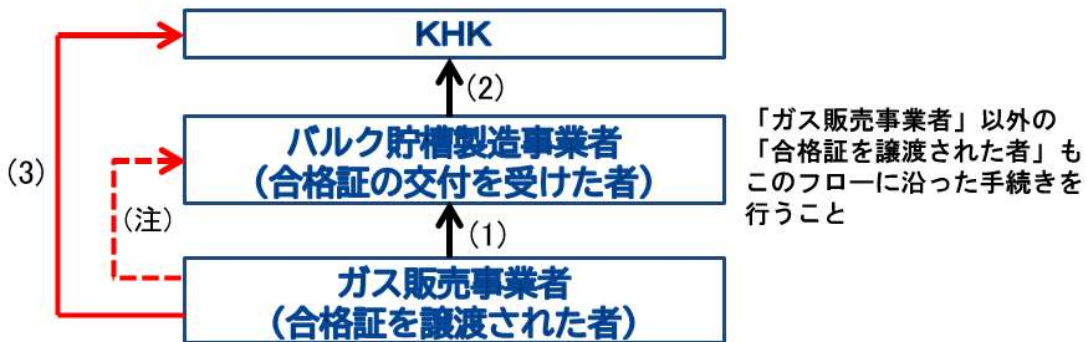 KHK
(2)
バルク貯槽製造事業者
(合格証の交付を受けた者)
「ガス販売事業者」以外の
「合格証を譲渡された者」も
このフローに沿った手続きを
行うこと
(3)
(注)
(1)
ガス販売事業者
(合格証を譲渡された者)